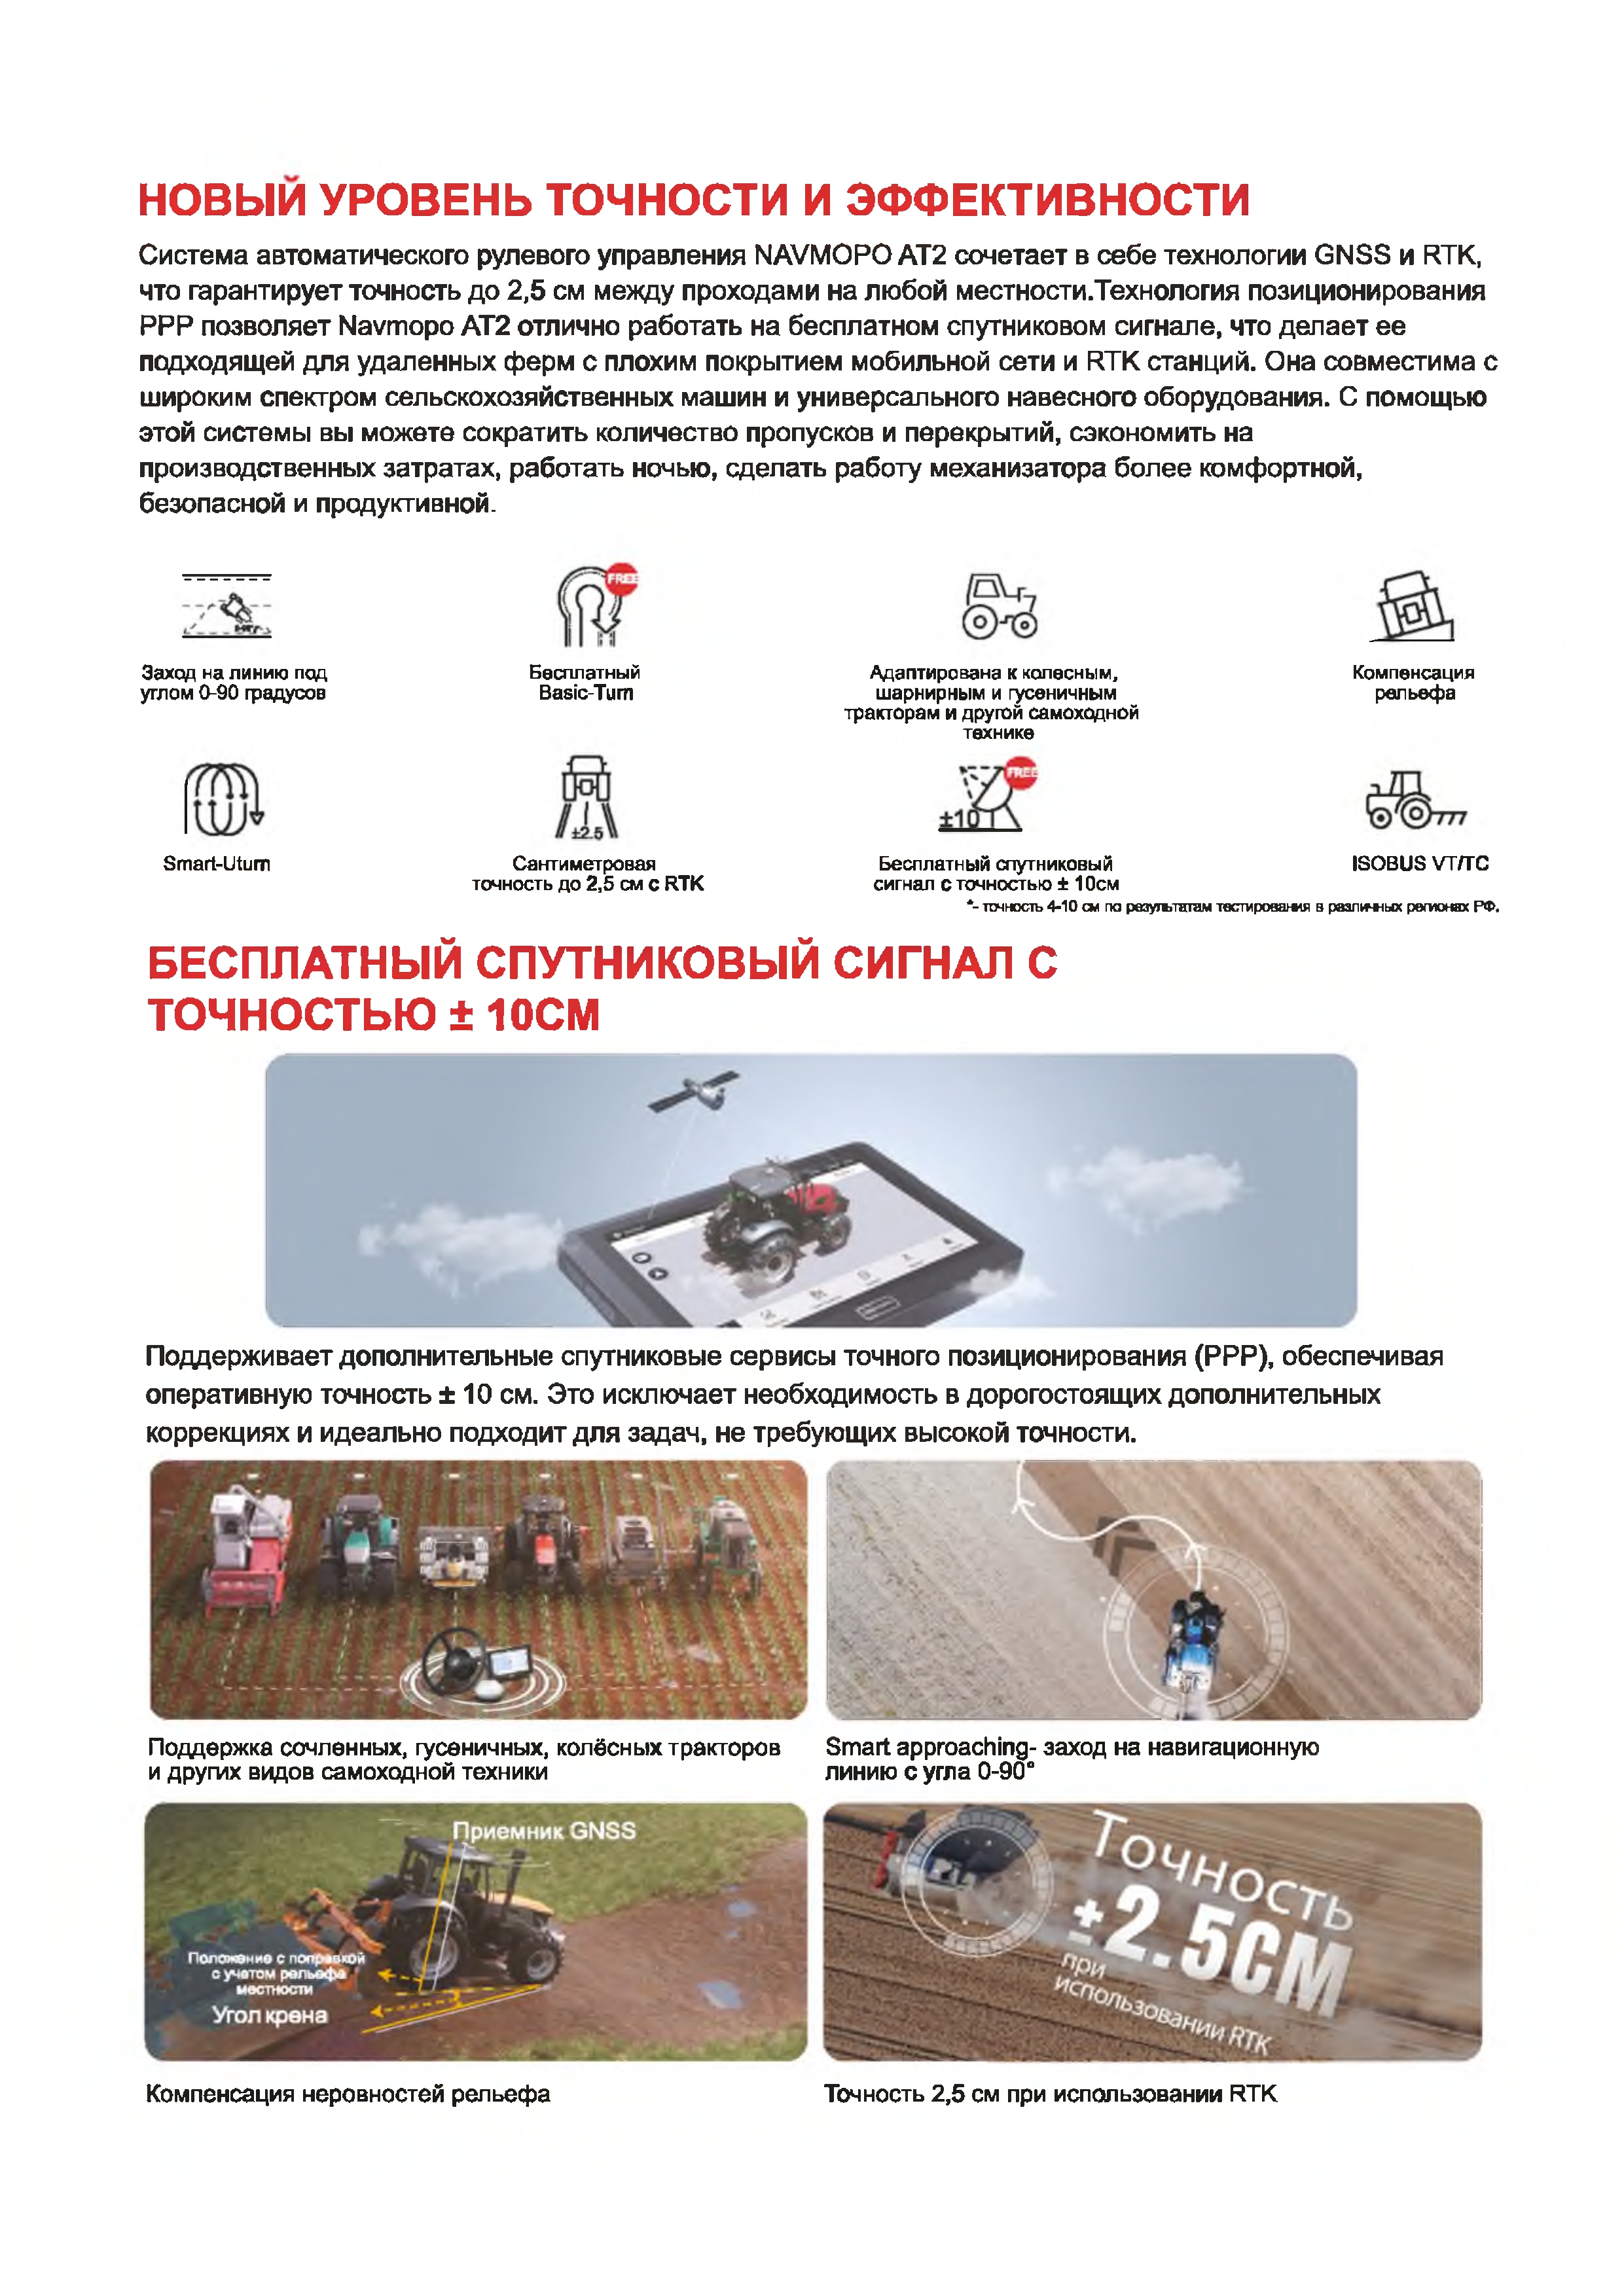 НОВЫЙ УРОВЕНЬ ТОЧНОСТИ И ЭФФЕКТИВНОСТИ
Система автоматического рулевого управления NAVMOPO AT2 сочетает в себе технологии GNSS и RTK,
что гарантирует точность до 2,5 см между проходами на любой местности.Технология позиционирования
PPP позволяет Navmopo AT2 отлично работать на бесплатном спутниковом сигнале, что делает ее
подходящей для удаленных ферм с плохим покрытием мобильной сети и RTK станций. Она совместима с
широким спектром сельскохозяйственных машин и универсального навесного оборудования. С помощью
этой системы вы можете сократить количество пропусков и перекрытий, сэкономить на
производственных затратах, работать ночью, сделать работу механизатора более комфортной,
безопасной и продуктивной.
FREE
Заход на линию под
углом 0-90 градусов
Бесплатный
Basic-Turn
Адаптирована к колесным,
шарнирным и гусеничным
тракторам и другой самоходной
технике
Компенсация
рельефа
±2.5
FREE
±10
Smart-Uturn
Сантиметровая
точность до 2,5 см с RTK
Бесплатный спутниковый
сигнал с точностью ± 10см
ISOBUS VT/TC
*- точность 4-10 см по результатам тестирования в различных регионах РФ.
БЕСПЛАТНЫЙ СПУТНИКОВЫЙ СИГНАЛ С
ТОЧНОСТЬЮ ± 10СМ
Поддерживает дополнительные спутниковые сервисы точного позиционирования (PPP), обеспечивая
оперативную точность ± 10 см. Это исключает необходимость в дорогостоящих дополнительных
коррекциях и идеально подходит для задач, не требующих высокой точности.
Поддержка сочленных, гусеничных, колёсных тракторов
и других видов самоходной техники
Smart approaching- заход на навигационную
линию с угла 0-90°
Приемник GNSS
Положение с поправкой
с учетом рельефа
местности
Угол крена
Точность
±2.5СМ
при
использовании RTK
Компенсация неровностей рельефа
Точность 2,5 см при использовании RTK